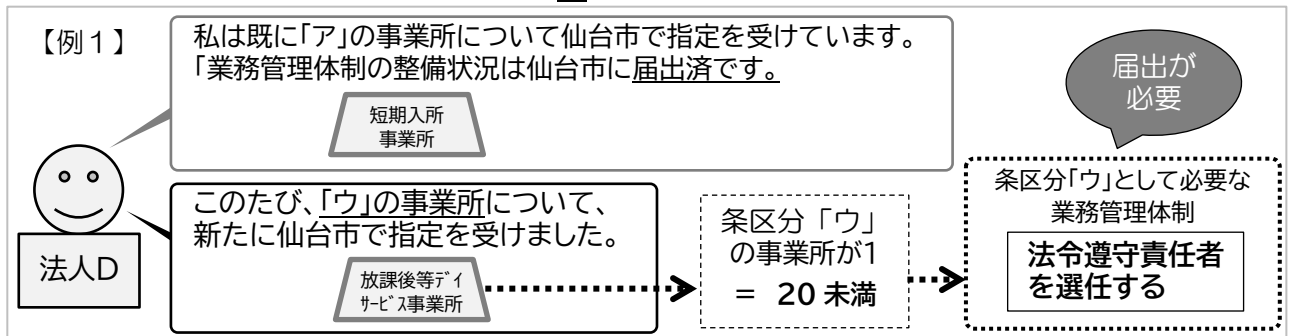 【例1】
私は既に「ア」の事業所について仙台市で指定を受けています。
「業務管理体制の整備状況は仙台市に届出済です。
短期入所
事業所
届出が
必要
法人D
このたび、「ウ」の事業所について、
新たに仙台市で指定を受けました。
放課後等ﾃﾞｲ
ｻｰﾋﾞｽ事業所
条区分「ウ」
の事業所が1
= 20 未満
条区分「ウ」として必要な
業務管理体制
法令遵守責任者
を選任する